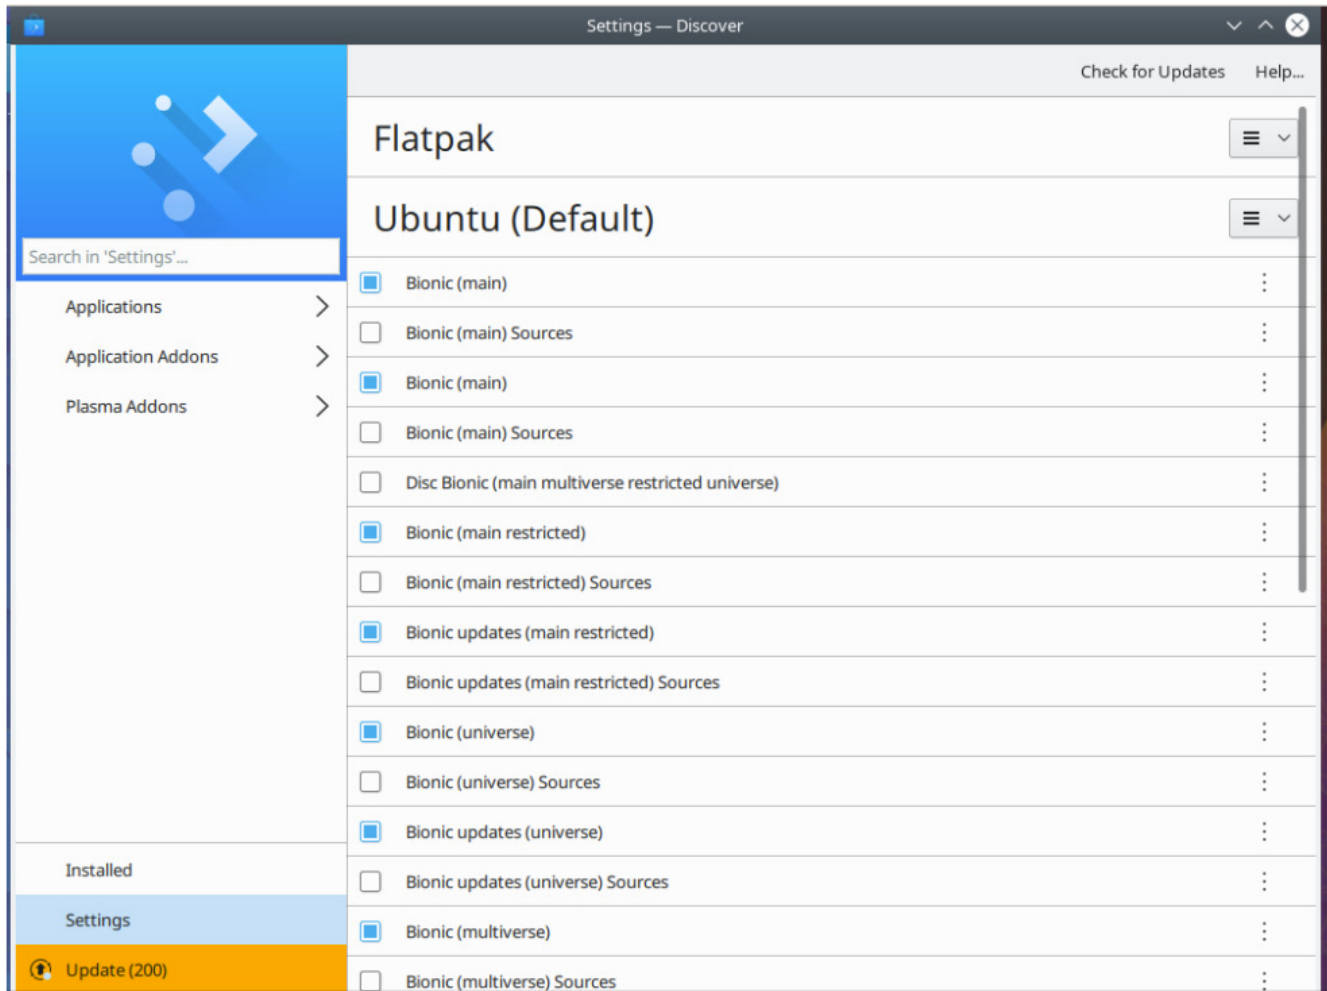 Settings — Discover
Check for Updates Help...
Search in 'Settings'...
Applications
Application Addons
Plasma Addons
Installed
Settings
Update (200)
Flatpak
Ubuntu (Default)
Bionic (main)
Bionic (main) Sources
Bionic (main)
Bionic (main) Sources
Disc Bionic (main multiverse restricted universe)
Bionic (main restricted)
Bionic (main restricted) Sources
Bionic updates (main restricted)
Bionic updates (main restricted) Sources
Bionic (universe)
Bionic (universe) Sources
Bionic updates (universe)
Bionic updates (universe) Sources
Bionic (multiverse)
Bionic (multiverse) Sources